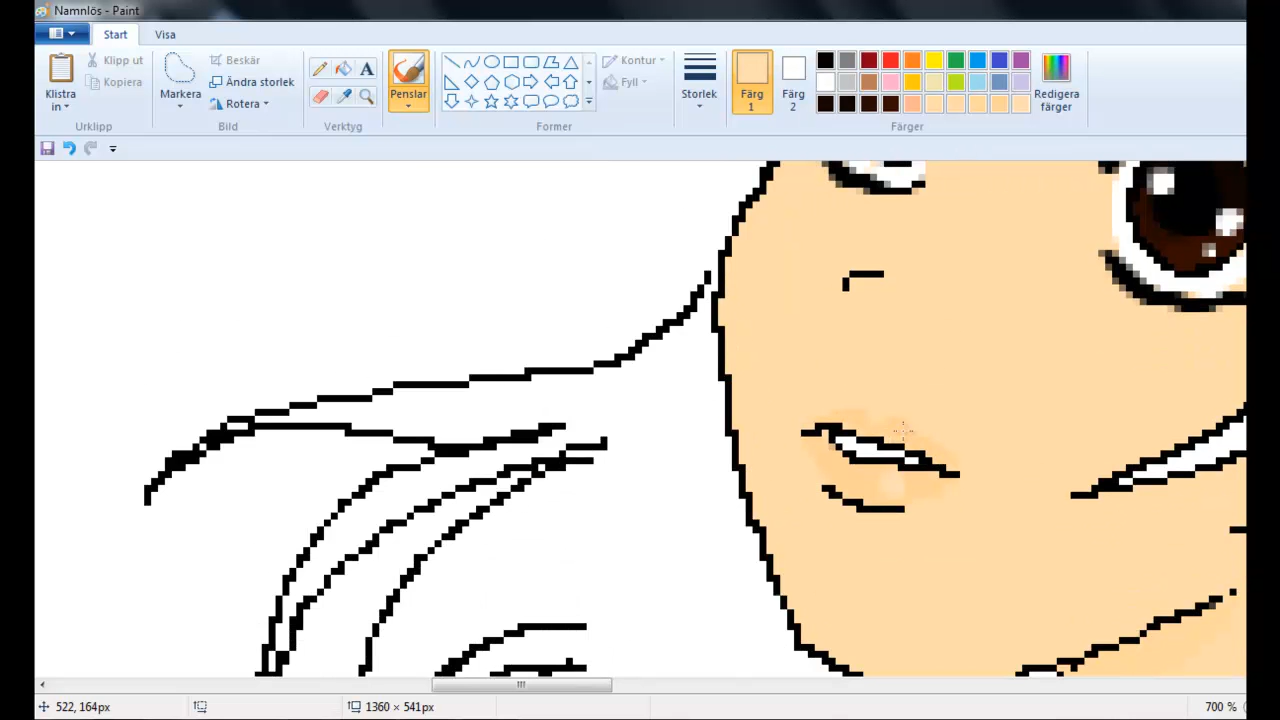 Namnlös - Paint
Start Visa
Klistra in
Klipp ut
Kopiera
Urklipp
Markera
Beskär
Ändra storlek
Rotera
Bild
A
Verktyg
Penslar
Kontur
Fyll
Former
Storlek
Färg 1
Färg 2
Redigera färger
Färger
522, 164px
1360 × 541px
700 %